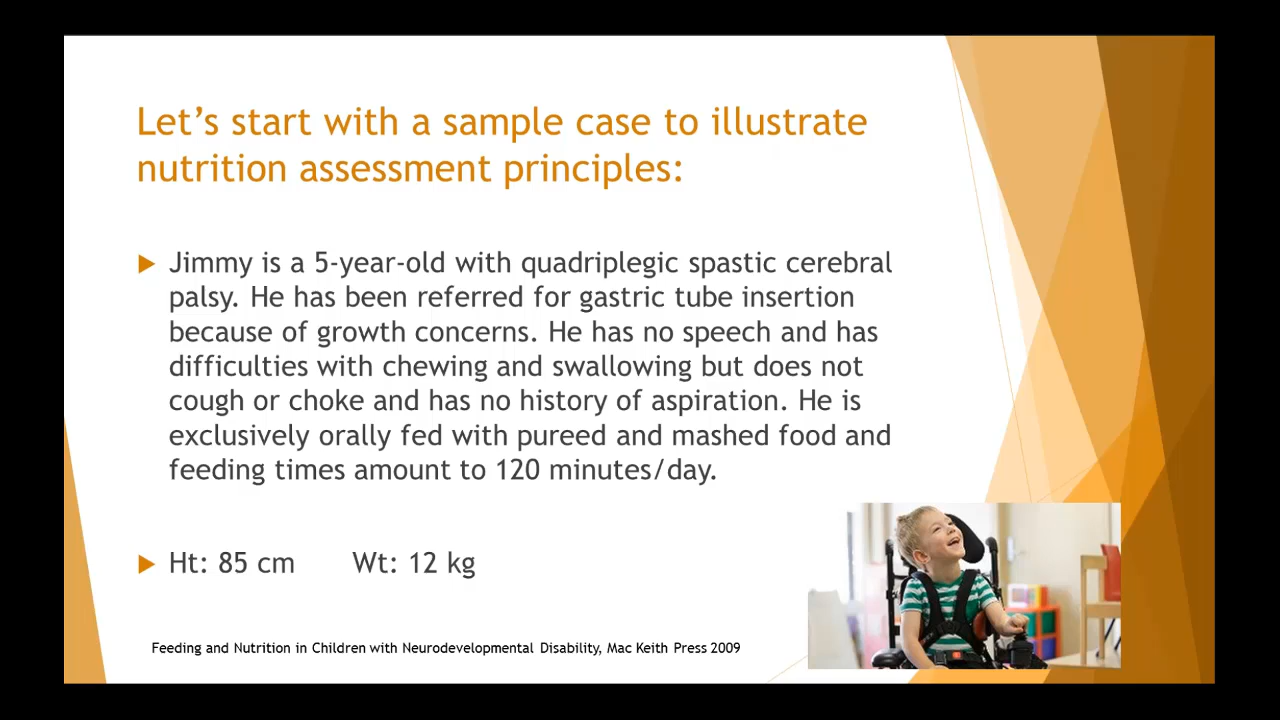 Let's start with a sample case to illustrate
nutrition assessment principles:
Jimmy is a 5-year-old with quadriplegic spastic cerebral
palsy. He has been referred for gastric tube insertion
because of growth concerns. He has no speech and has
difficulties with chewing and swallowing but does not
cough or choke and has no history of aspiration. He is
exclusively orally fed with pureed and mashed food and
feeding times amount to 120 minutes/day.
Ht: 85 cm Wt: 12 kg
Feeding and Nutrition in Children with Neurodevelopmental Disability, Mac Keith Press 2009